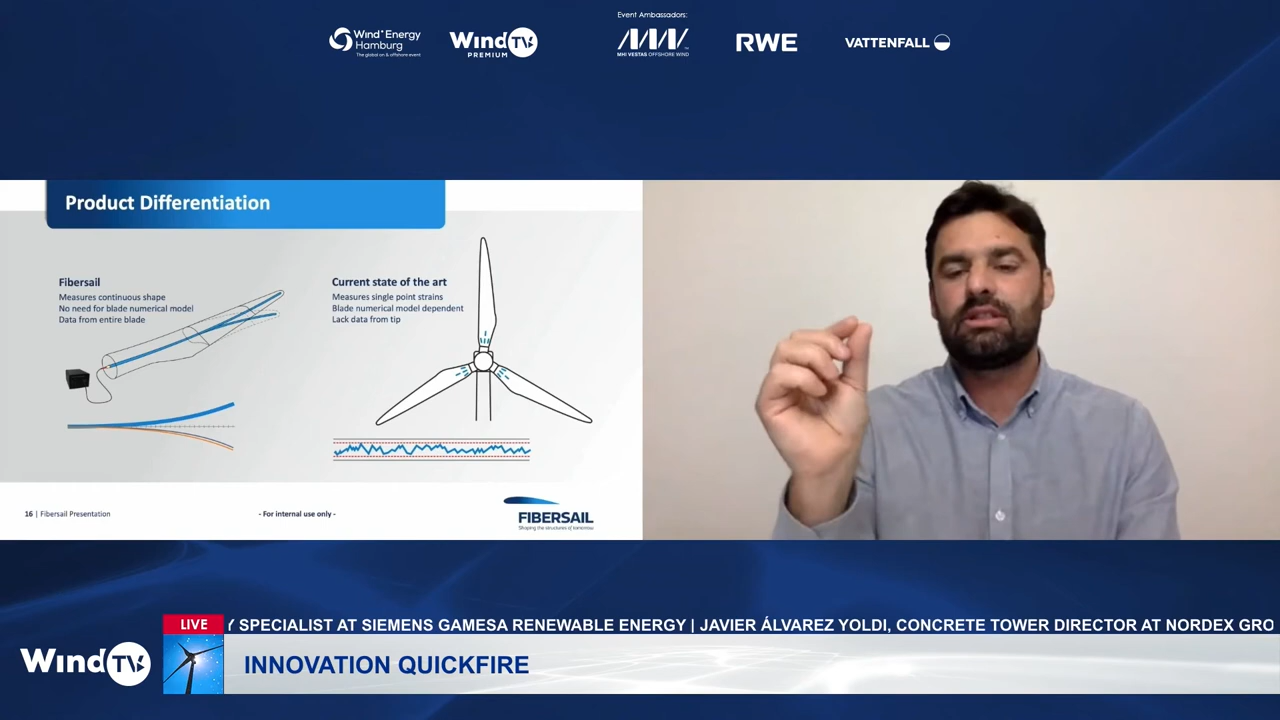 Event Ambassadors:
Wind Energy
Hamburg
The global on & offshore event
WindTV
PREMIUM
MHI VESTAS OFFSHORE WIND
RWE
VATTENFALL
Product Differentiation
Fibersail
Measures continuous shape
No need for blade numerical model
Data from entire blade
Current state of the art
Measures single point strains
Blade numerical model dependent
Lack data from tip
16 | Fibersail Presentation
- For internal use only -
FIBERSAIL
Shaping the structures of tomorrow
LIVE
Y SPECIALIST AT SIEMENS GAMESA RENEWABLE ENERGY | JAVIER ÁLVAREZ YOLDI, CONCRETE TOWER DIRECTOR AT NORDEX GRO
WindTV
INNOVATION QUICKFIRE